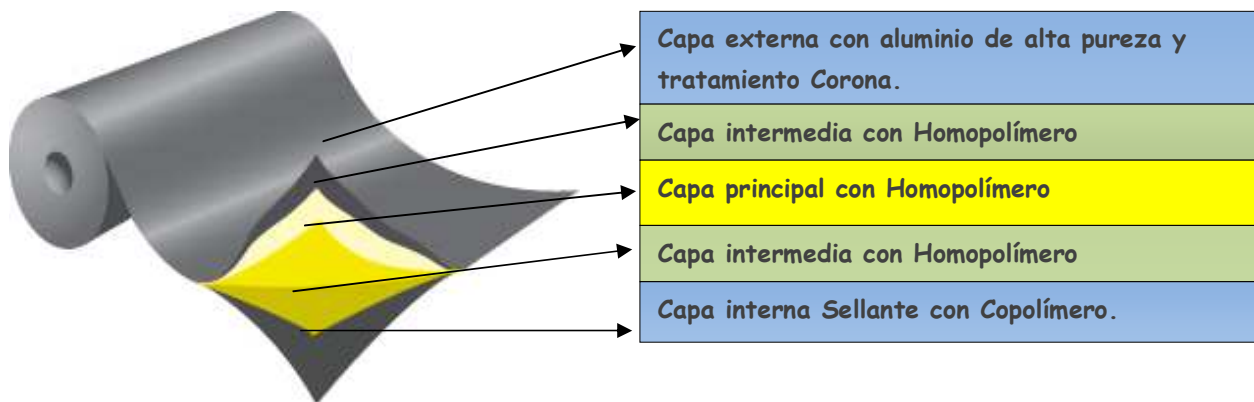 Capa externa con aluminio de alta pureza y
tratamiento Corona.
Capa intermedia con Homopolímero
Capa principal con Homopolímero
Capa intermedia con Homopolímero
Capa interna Sellante con Copolímero.